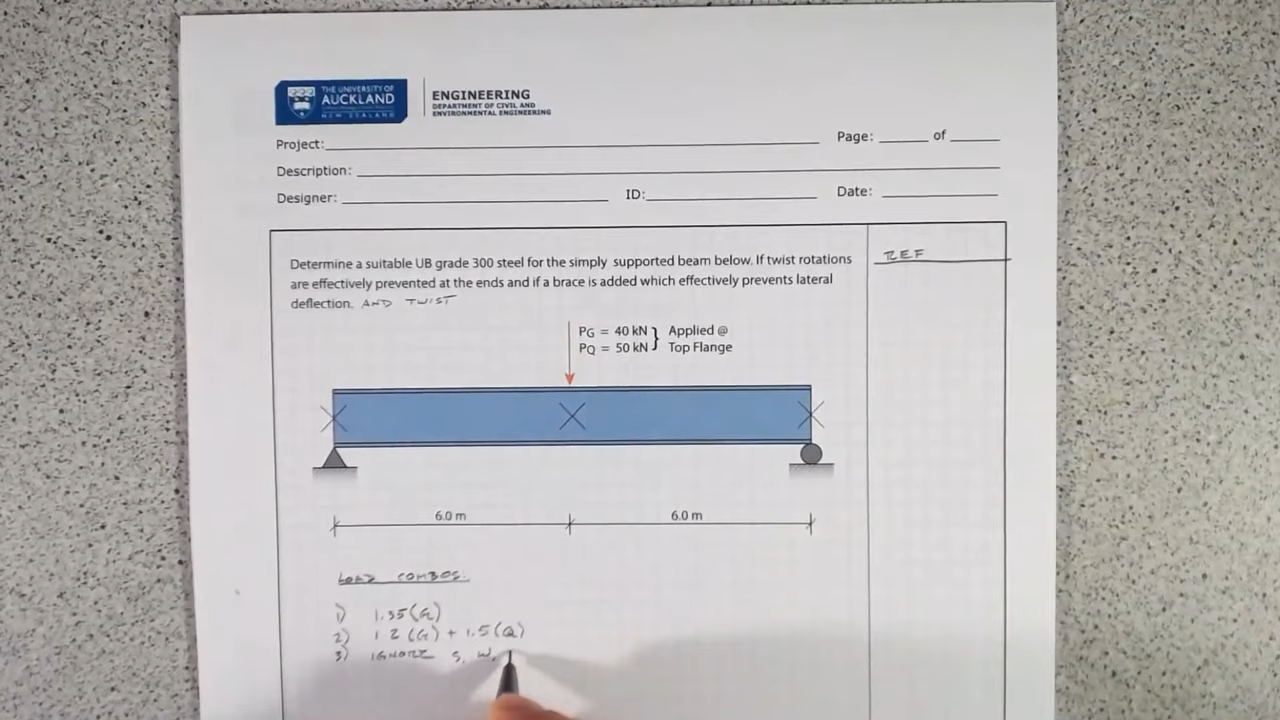 THE UNIVERSITY OF
AUCKLAND
NEW ZEALAND
ENGINEERING
DEPARTMENT OF CIVIL AND
ENVIRONMENTAL ENGINEERING
Project:
Page: of
Description:
Designer: ID: Date:
Determine a suitable UB grade 300 steel for the simply supported beam below. If twist rotations
are effectively prevented at the ends and if a brace is added which effectively prevents lateral
deflection. AND TWIST
REF
PG = 40 kN } Applied @
PQ = 50 kN Top Flange
6.0 m 6.0 m
LOAD COMBOS:
1) 1.35(G)
2) 1.2(G) + 1.5(Q)
3) IGNORE S, W,